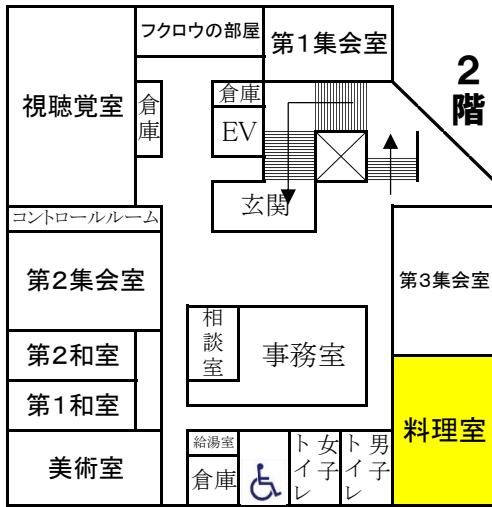 フクロウの部屋
第1集会室
2階
視聴覚室
倉庫
倉庫
EV
玄関
コントロールルーム
第2集会室
第3集会室
相談室
事務室
第2和室
第1和室
料理室
美術室
給湯室
倉庫
女子トイレ
男子トイレ